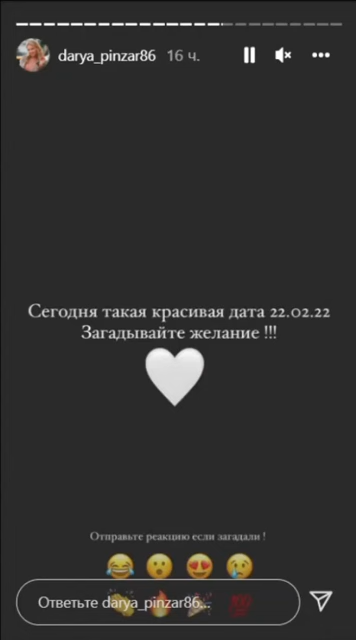 darya_pinzar86 16 ч.
Сегодня такая красивая дата 22.02.22
Загадывайте желание !!!
Отправьте реакцию если загадали !
Ответьте darya_pinzar86...